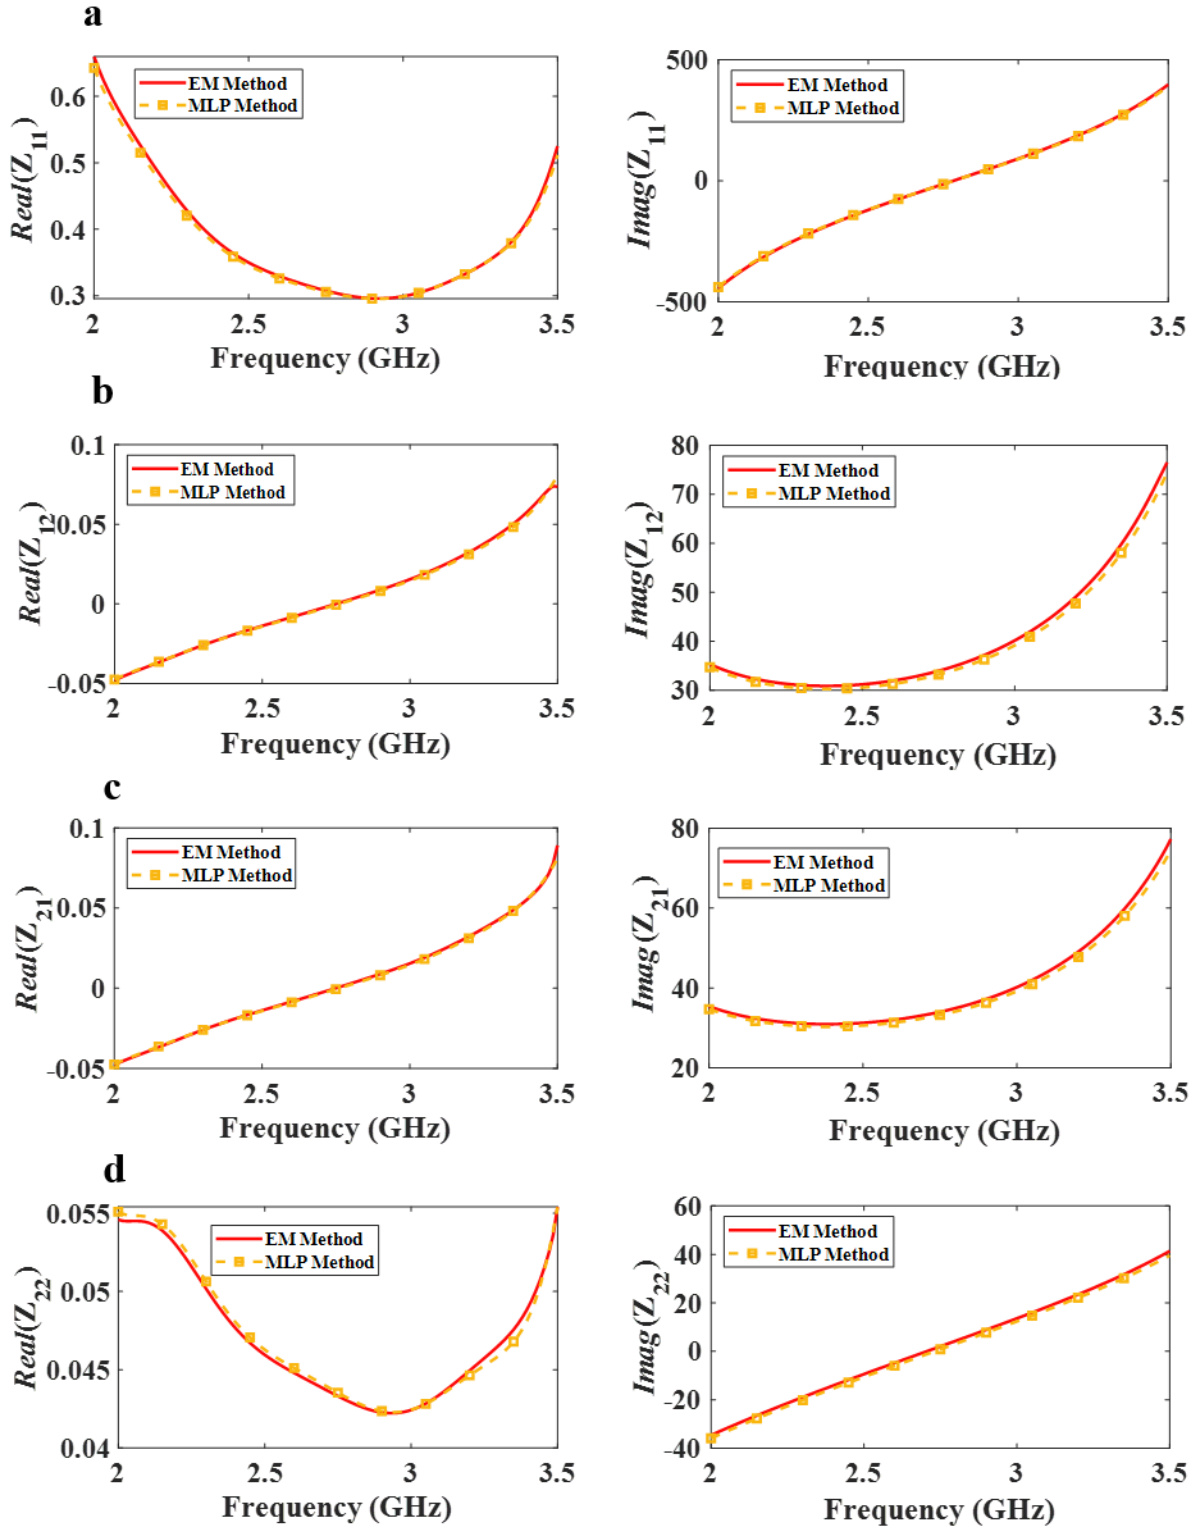 a
Real(Z11)
0.6
0.5
0.4
0.3
EM Method
MLP Method
2
2.5
3
3.5
Frequency (GHz)
Imag(Z11)
500
0
-500
EM Method
MLP Method
2
2.5
3
3.5
Frequency (GHz)
b
Real(Z12)
0.1
0.05
0
-0.05
EM Method
MLP Method
2
2.5
3
3.5
Frequency (GHz)
Imag(Z12)
80
70
60
50
40
30
EM Method
MLP Method
2
2.5
3
3.5
Frequency (GHz)
c
Real(Z21)
0.1
0.05
0
-0.05
EM Method
MLP Method
2
2.5
3
3.5
Frequency (GHz)
Imag(Z21)
80
60
40
20
EM Method
MLP Method
2
2.5
3
3.5
Frequency (GHz)
d
Real(Z22)
0.055
0.05
0.045
0.04
EM Method
MLP Method
2
2.5
3
3.5
Frequency (GHz)
Imag(Z22)
60
40
20
0
-20
-40
EM Method
MLP Method
2
2.5
3
3.5
Frequency (GHz)